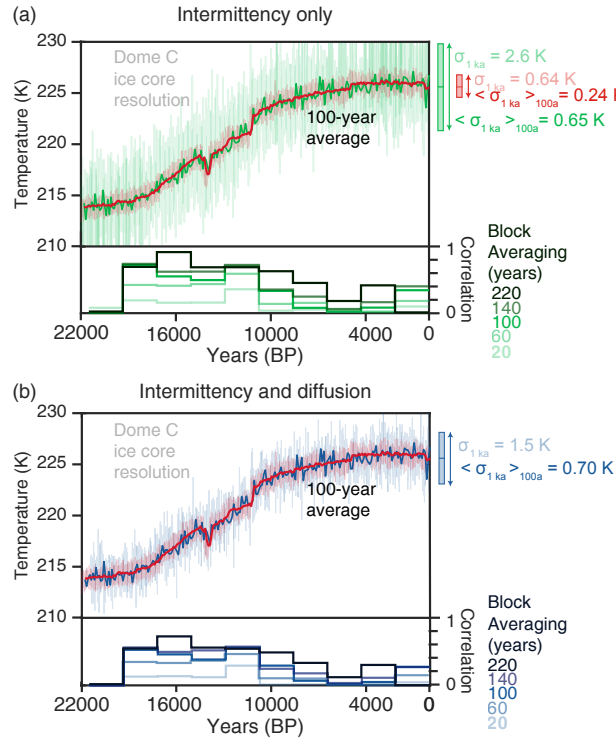 (a) Intermittency only
230
225
220
215
210
Temperature (K)
Dome C
ice core
resolution
100-year
average
σ1 ka = 2.6 K
σ1 ka = 0.64 K
< σ1 ka >100a = 0.24 K
< σ1 ka >100a = 0.65 K
1
0
Correlation
Block
Averaging
(years)
220
140
100
60
20
22000 16000 10000 4000 0
Years (BP)
(b) Intermittency and diffusion
230
225
220
215
210
Temperature (K)
Dome C
ice core
resolution
100-year
average
σ1 ka = 1.5 K
< σ1 ka >100a = 0.70 K
1
0
Correlation
Block
Averaging
(years)
220
140
100
60
20
22000 16000 10000 4000 0
Years (BP)